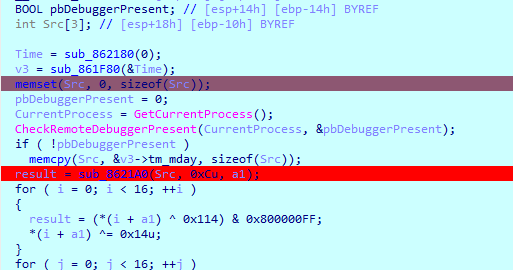 BOOL pbDebuggerPresent; // [esp+14h] [ebp-14h] BYREF
int Src[3]; // [esp+18h] [ebp-10h] BYREF
Time = sub_862180(0);
v3 = sub_861F80(&Time);
memset(Src, 0, sizeof(Src));
pbDebuggerPresent = 0;
CurrentProcess = GetCurrentProcess();
CheckRemoteDebuggerPresent(CurrentProcess, &pbDebuggerPresent);
if ( !pbDebuggerPresent )
memcpy(Src, &v3->tm_mday, sizeof(Src));
result = sub_8621A0(Src, 0xCu, a1);
for ( i = 0; i < 16; ++i )
{
result = (*(i + a1) ^ 0x114) & 0x800000FF;
*(i + a1) ^= 0x14u;
}
for ( j = 0; j < 16; ++j )